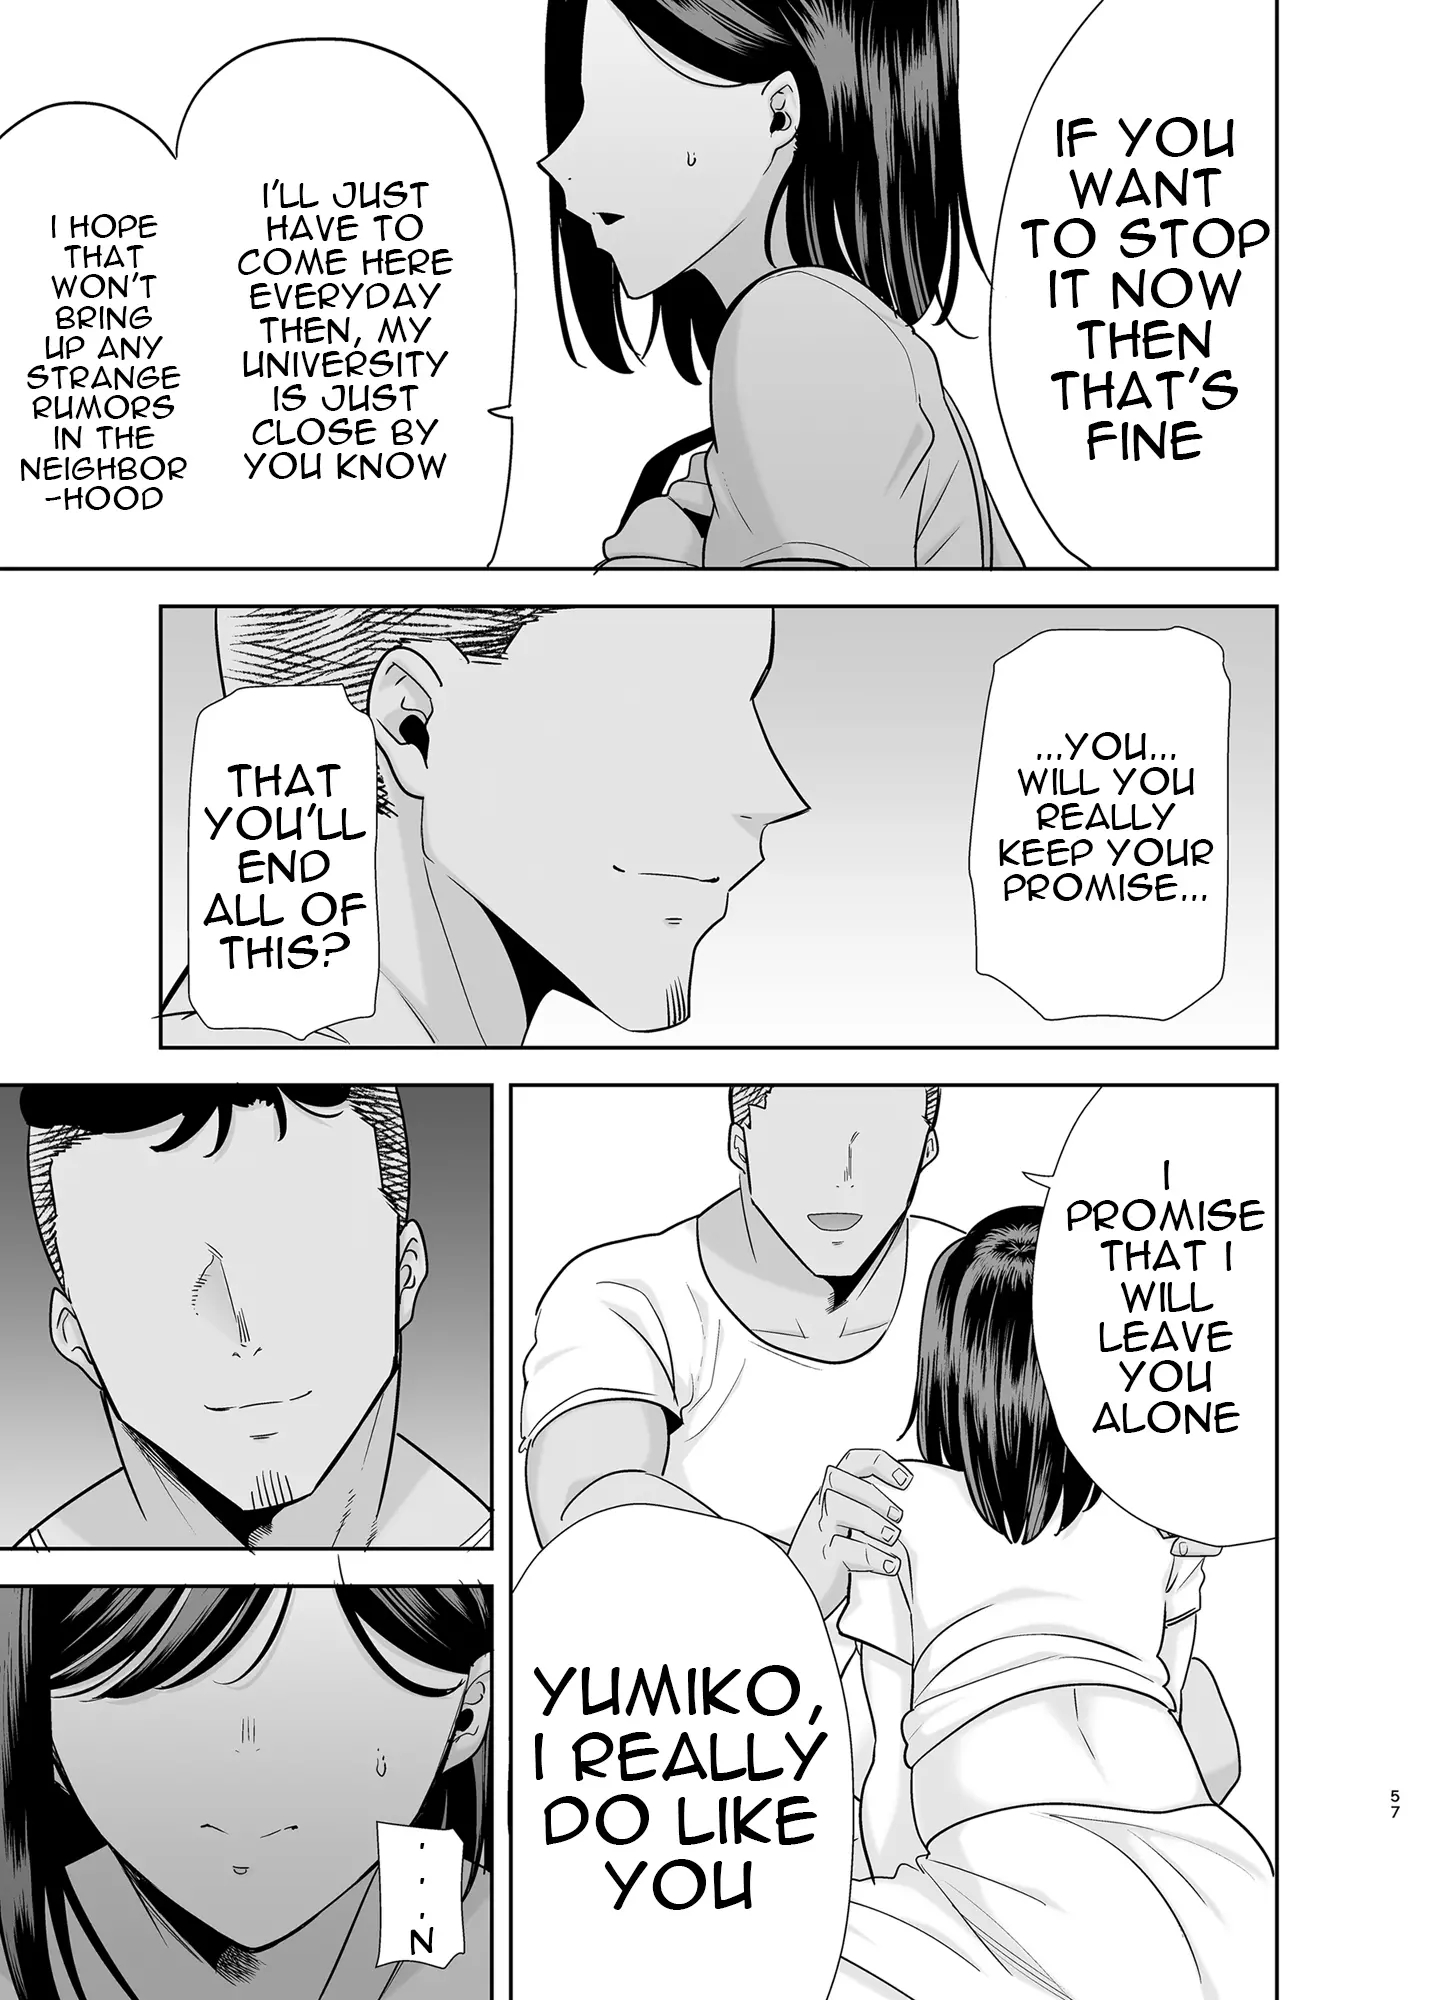 IF YOU
WANT
TO STOP
IT NOW
THEN
THAT'S
FINE
I'LL JUST
HAVE TO
COME HERE
EVERYDAY
THEN, MY
UNIVERSITY
IS JUST
CLOSE BY
YOU KNOW
I HOPE
THAT
WON'T
BRING
UP ANY
STRANGE
RUMORS
IN THE
NEIGHBOR
-HOOD
...YOU...
WILL YOU
REALLY
KEEP YOUR
PROMISE...
THAT
YOU'LL
END
ALL OF
THIS?
I
PROMISE
THAT I
WILL
LEAVE
YOU
ALONE
YUMIKO,
I REALLY
DO LIKE
YOU
...N
57